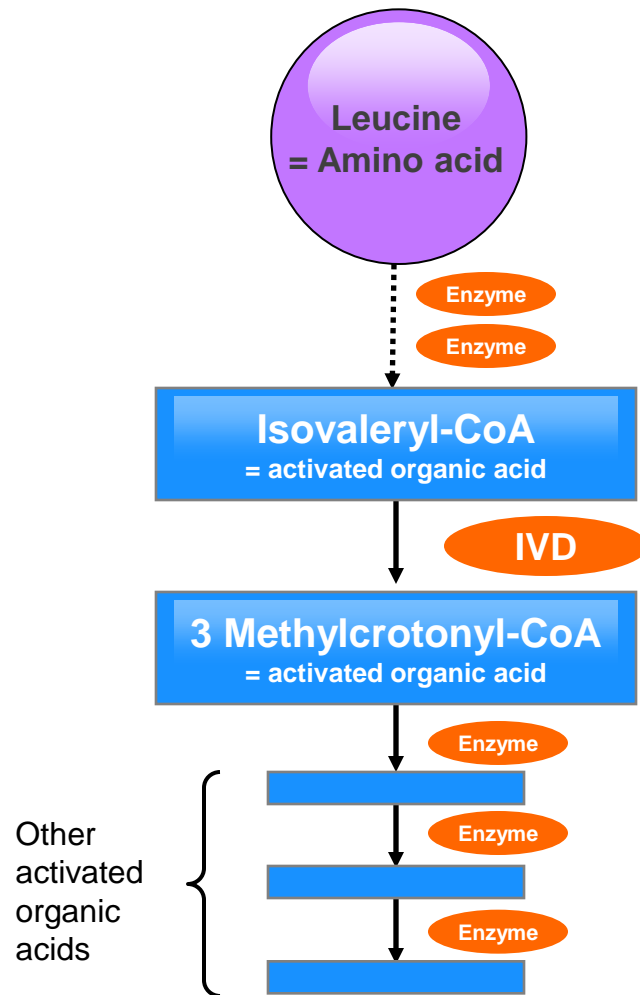 Leucine
= Amino acid
Enzyme
Enzyme
Isovaleryl-CoA
= activated organic acid
IVD
3 Methylcrotonyl-CoA
= activated organic acid
Enzyme
Enzyme
Enzyme
Other
activated
organic
acids